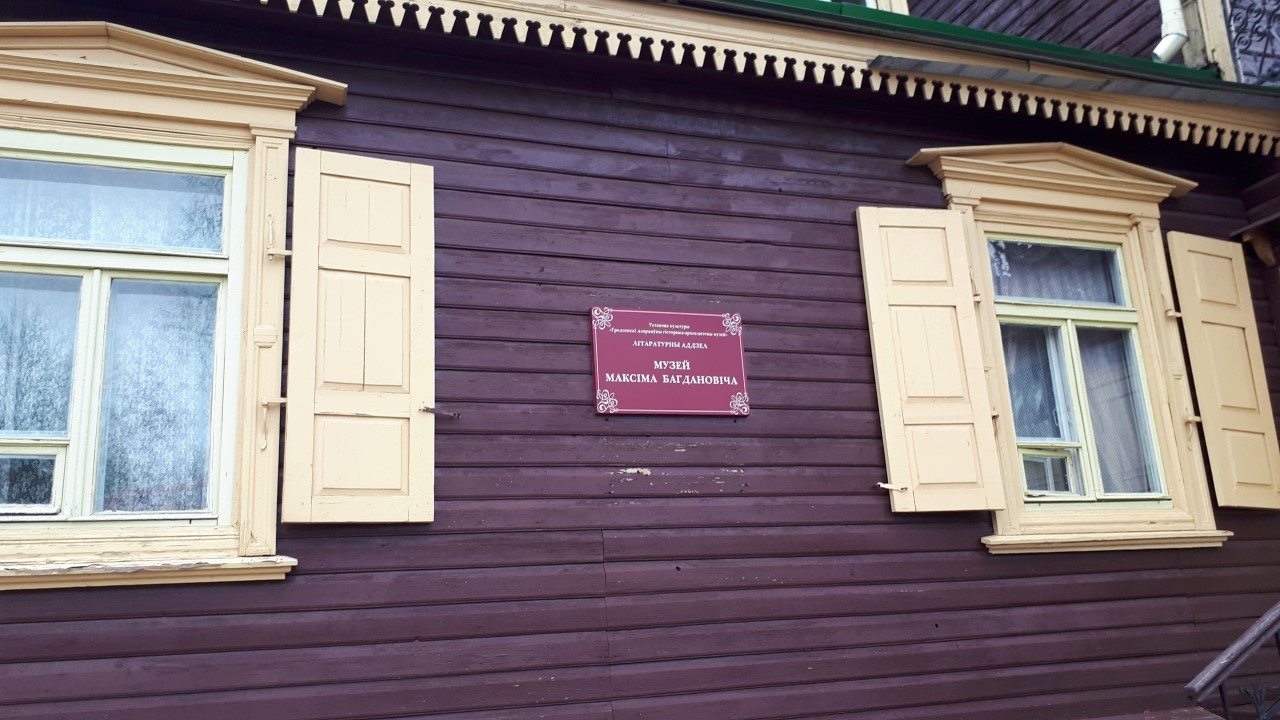 Установа культуры
«Гродзенскі дзяржаўны гісторыка-археалагічны музей»
ЛІТАРАТУРНЫ АДДЗЕЛ
МУЗЕЙ
МАКСІМА БАГДАНОВІЧА